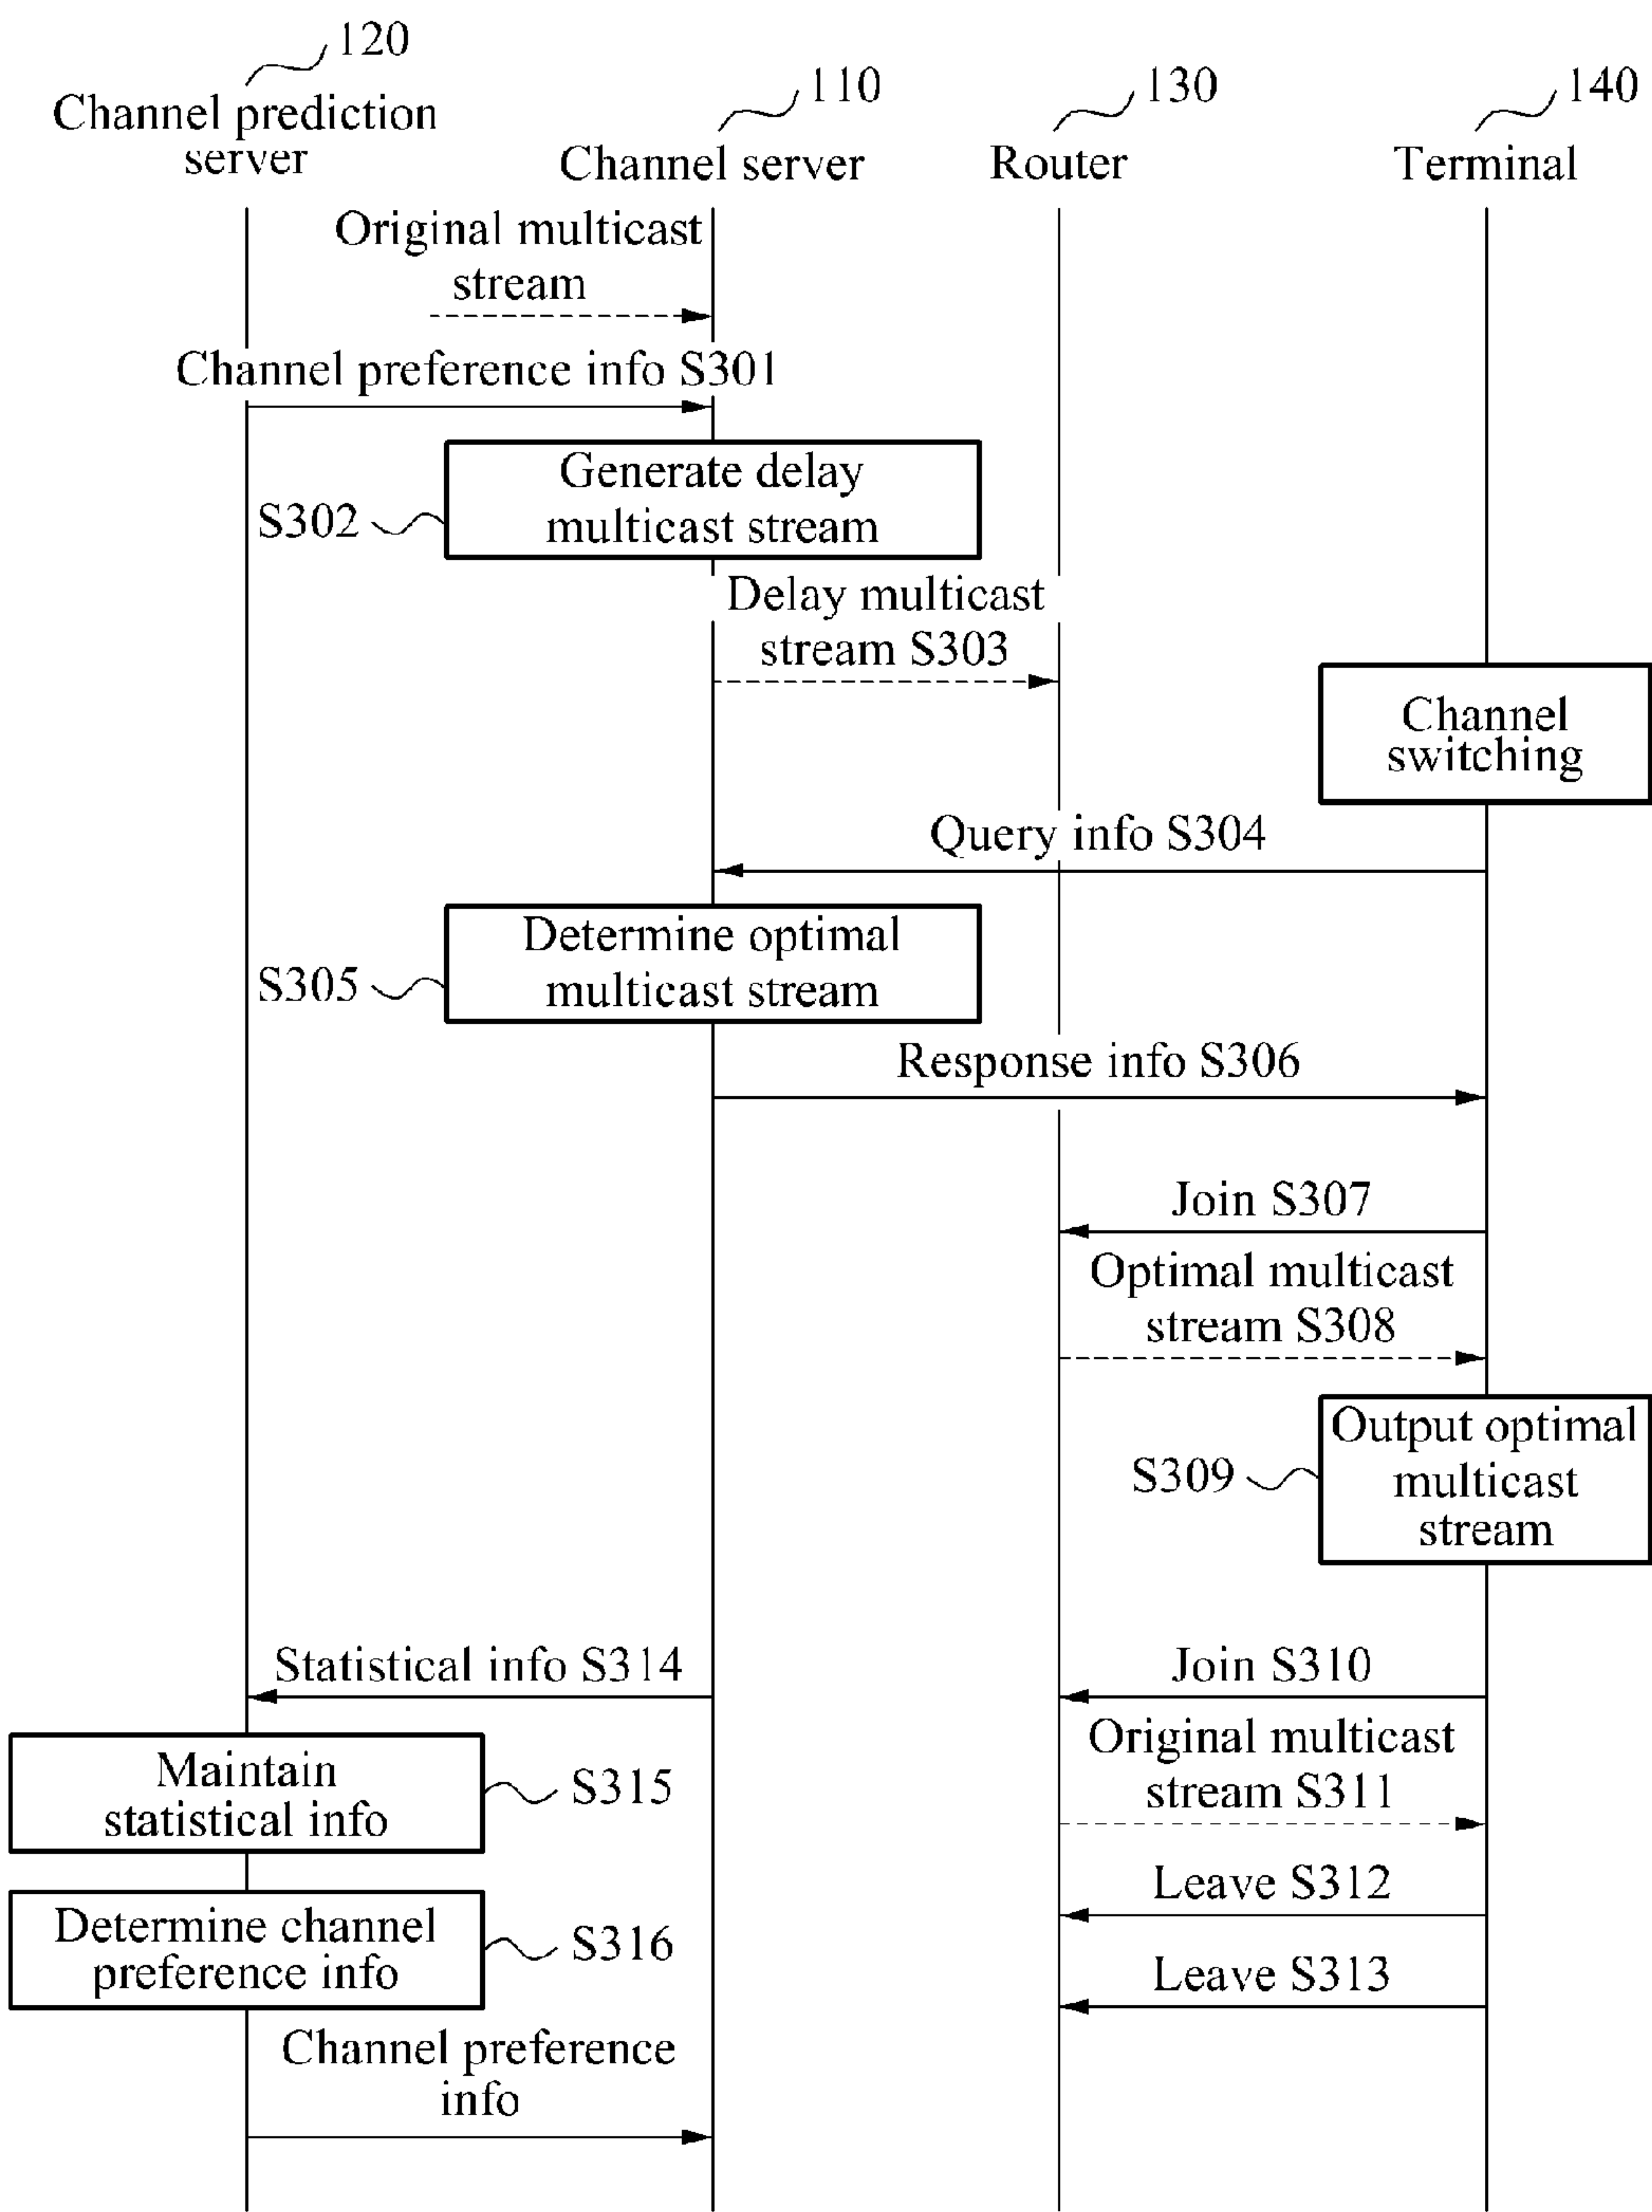 120
Channel prediction
server
110
Channel server
130
Router
140
Terminal
Original multicast
stream
Channel preference info S301
Generate delay
multicast stream
S302
Delay multicast
stream S303
Channel
switching
Query info S304
Determine optimal
multicast stream
S305
Response info S306
Join S307
Optimal multicast
stream S308
Output optimal
multicast
stream
S309
Statistical info S314
Join S310
Maintain
statistical info
S315
Original multicast
stream S311
Leave S312
Determine channel
preference info
S316
Leave S313
Channel preference
info